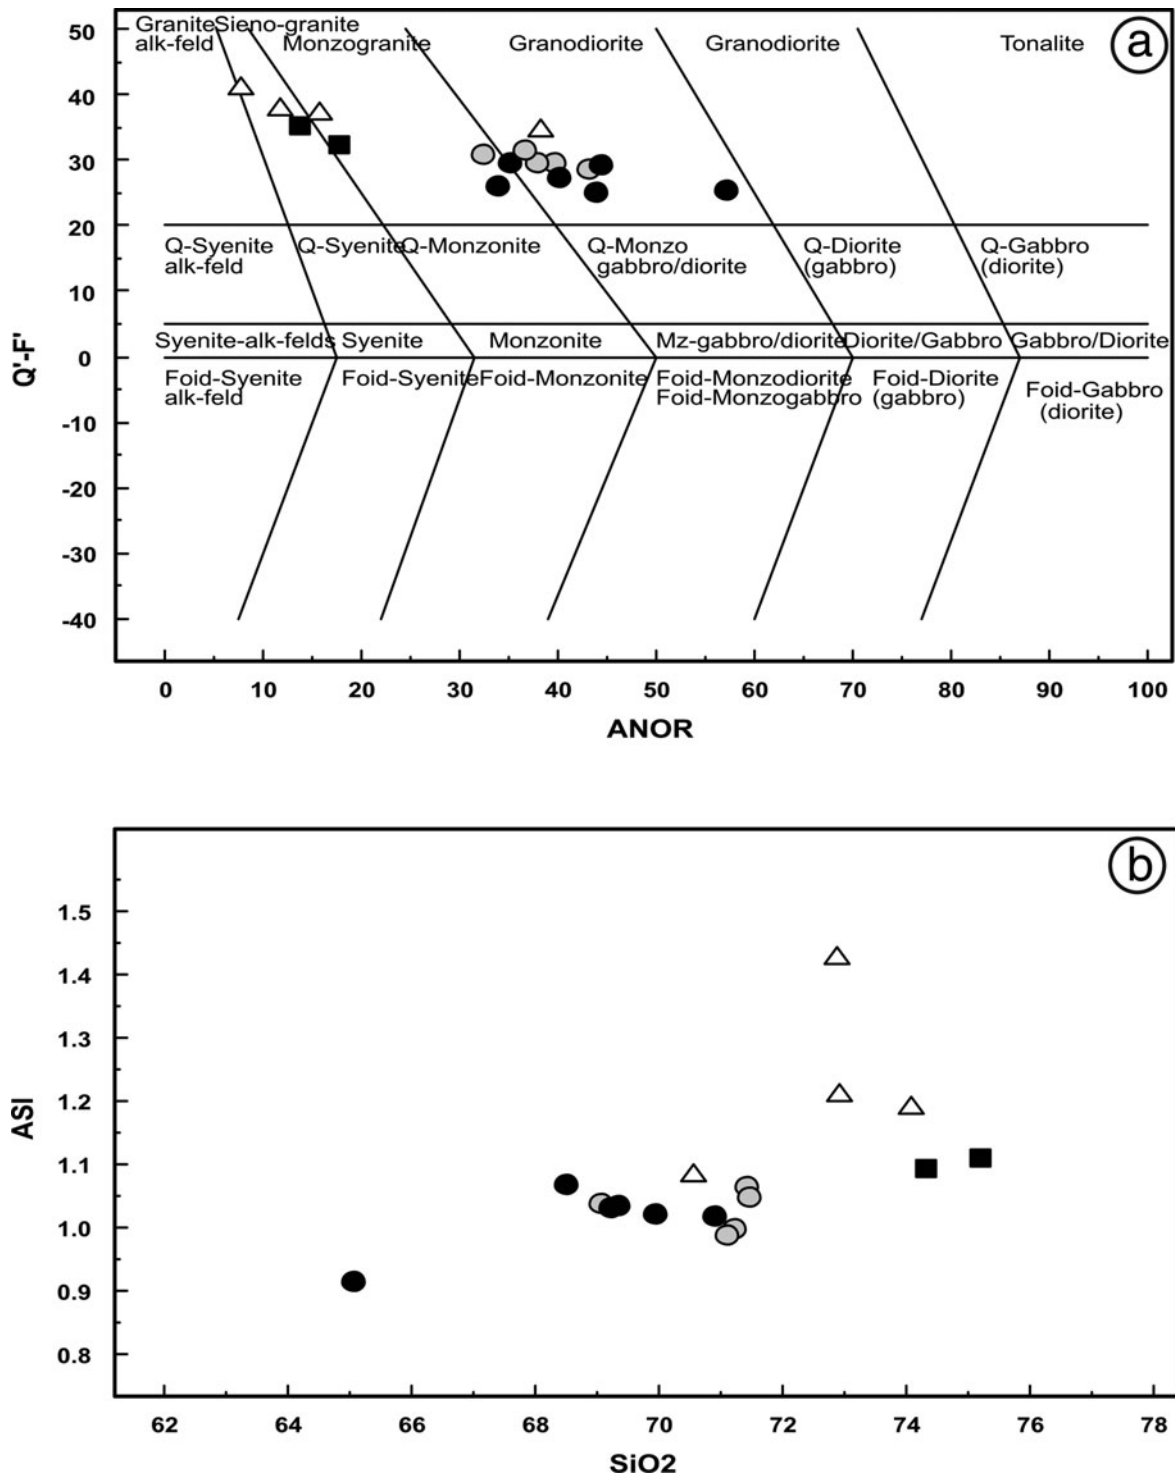 GraniteSieno-granite
alk-feld
Monzogranite
Granodiorite
Granodiorite
Tonalite
a
50
40
30
20
10
0
-10
-20
-30
-40
Q'-F'
Q-Syenite
alk-feld
Q-Syenite
Q-Monzonite
Q-Monzo
gabbro/diorite
Q-Diorite
(gabbro)
Q-Gabbro
(diorite)
Syenite-alk-felds
Syenite
Monzonite
Mz-gabbro/diorite
Diorite/Gabbro
Gabbro/Diorite
Foid-Syenite
alk-feld
Foid-Syenite
Foid-Monzonite
Foid-Monzodiorite
Foid-Monzogabbro
Foid-Diorite
(gabbro)
Foid-Gabbro
(diorite)
0 10 20 30 40 50 60 70 80 90 100
ANOR
b
1.5
1.4
1.3
1.2
1.1
1.0
0.9
0.8
ASI
62 64 66 68 70 72 74 76 78
SiO2